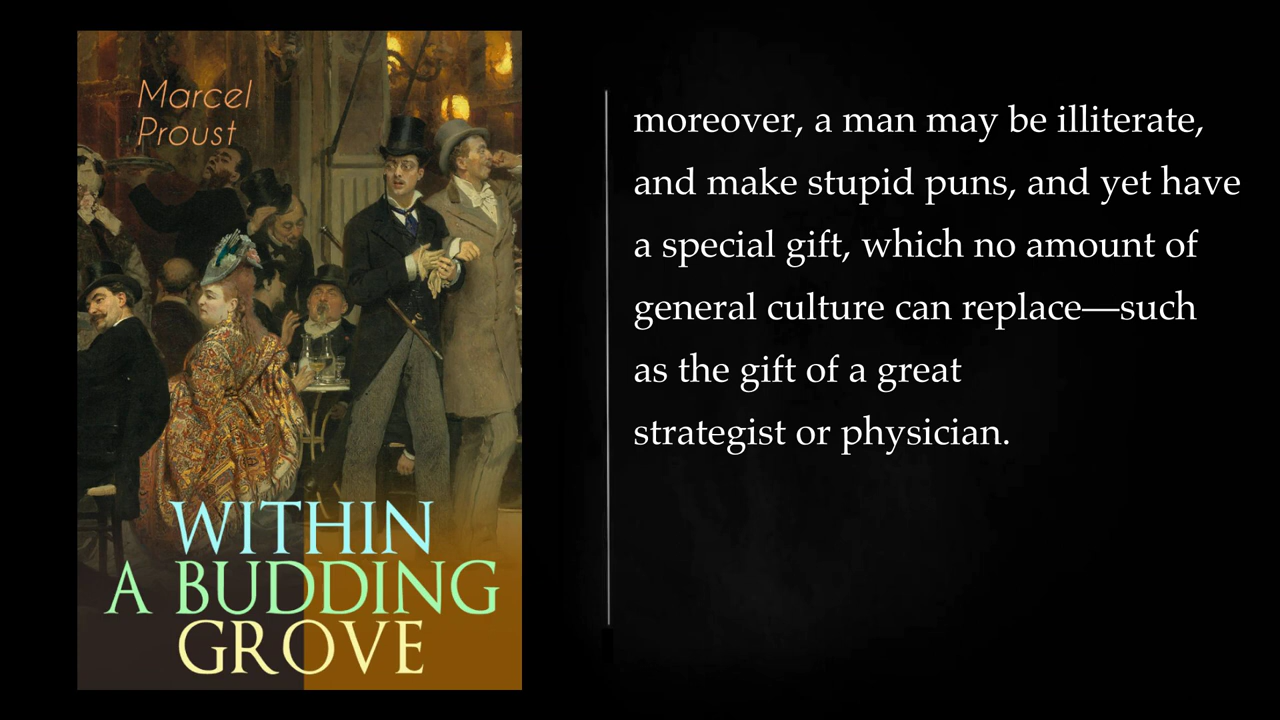 Marcel
Proust
WITHIN
A BUDDING
GROVE
moreover, a man may be illiterate,
and make stupid puns, and yet have
a special gift, which no amount of
general culture can replace—such
as the gift of a great
strategist or physician.